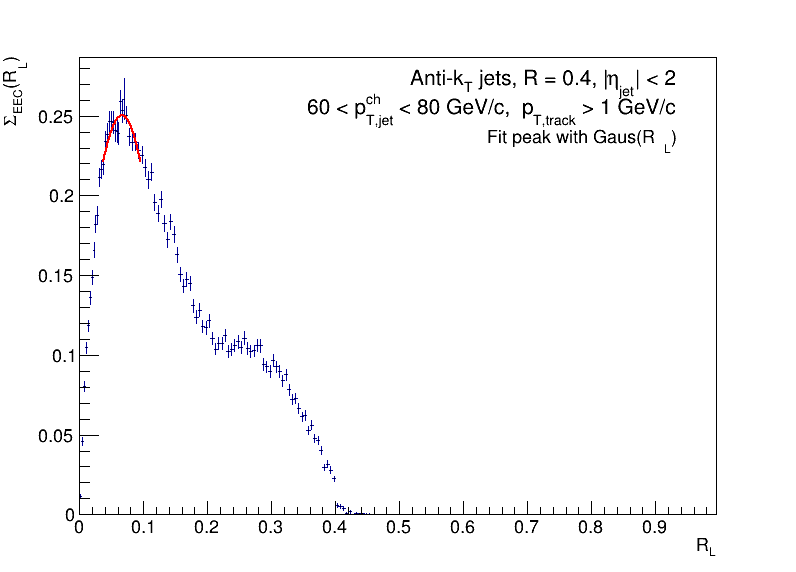 Σ_EEC(R_L)
Anti-k_T jets, R = 0.4, |η_jet| < 2
60 < p^ch_T,jet < 80 GeV/c, p_T,track > 1 GeV/c
Fit peak with Gaus(R_L)
0.25
0.2
0.15
0.1
0.05
0
0 0.1 0.2 0.3 0.4 0.5 0.6 0.7 0.8 0.9
R_L